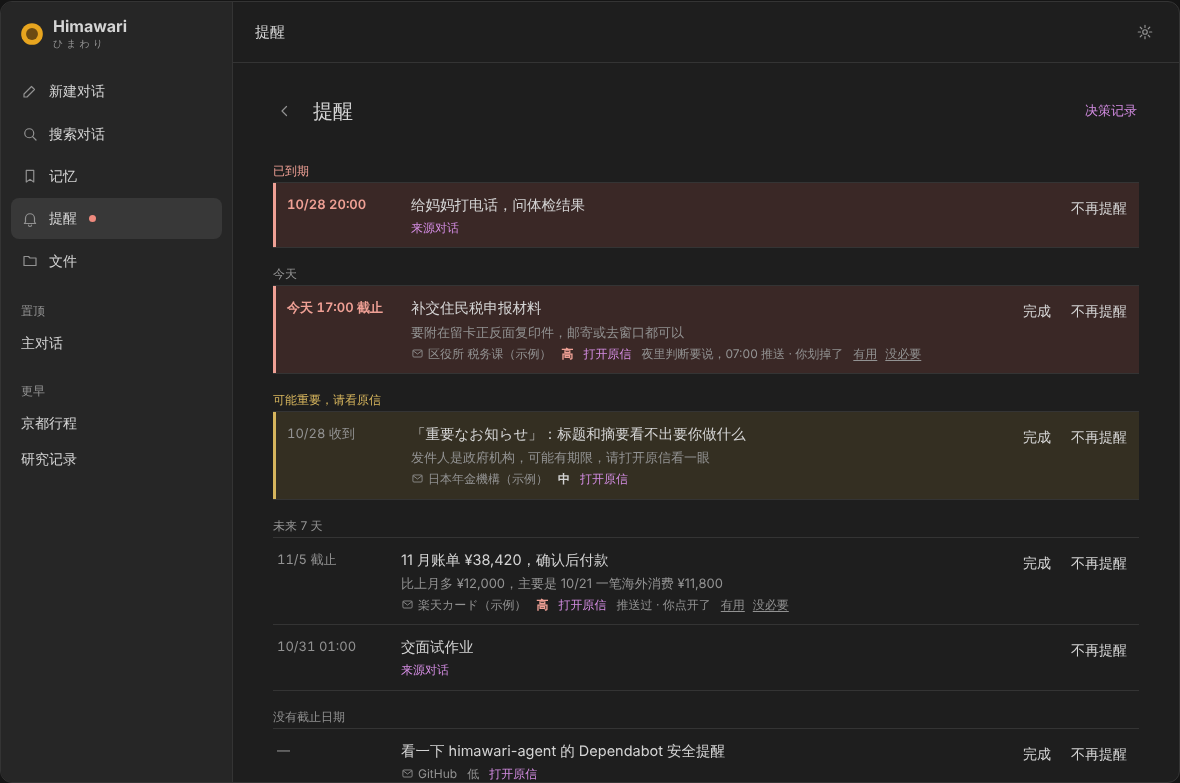 Himawari
ひまわり
新建对话
搜索对话
记忆
提醒
文件
置顶
主对话
更早
京都行程
研究记录
提醒
提醒
决策记录
已到期
10/28 20:00
给妈妈打电话，问体检结果
不再提醒
来源对话
今天
今天 17:00 截止
补交住民税申报材料
完成 不再提醒
要附在留卡正反面复印件，邮寄或去窗口都可以
区役所 税务课（示例） 高 打开原信 夜里判断要说，07:00 推送 · 你划掉了 有用 没必要
可能重要，请看原信
10/28 收到
「重要なお知らせ」：标题和摘要看不出要你做什么
完成 不再提醒
发件人是政府机构，可能有期限，请打开原信看一眼
日本年金機構（示例） 中 打开原信
未来 7 天
11/5 截止
11 月账单 ¥38,420，确认后付款
完成 不再提醒
比上月多 ¥12,000，主要是 10/21 一笔海外消费 ¥11,800
楽天カード（示例） 高 打开原信 推送过 · 你点开了 有用 没必要
10/31 01:00
交面试作业
不再提醒
来源对话
没有截止日期
—
看一下 himawari-agent 的 Dependabot 安全提醒
完成 不再提醒
GitHub 低 打开原信